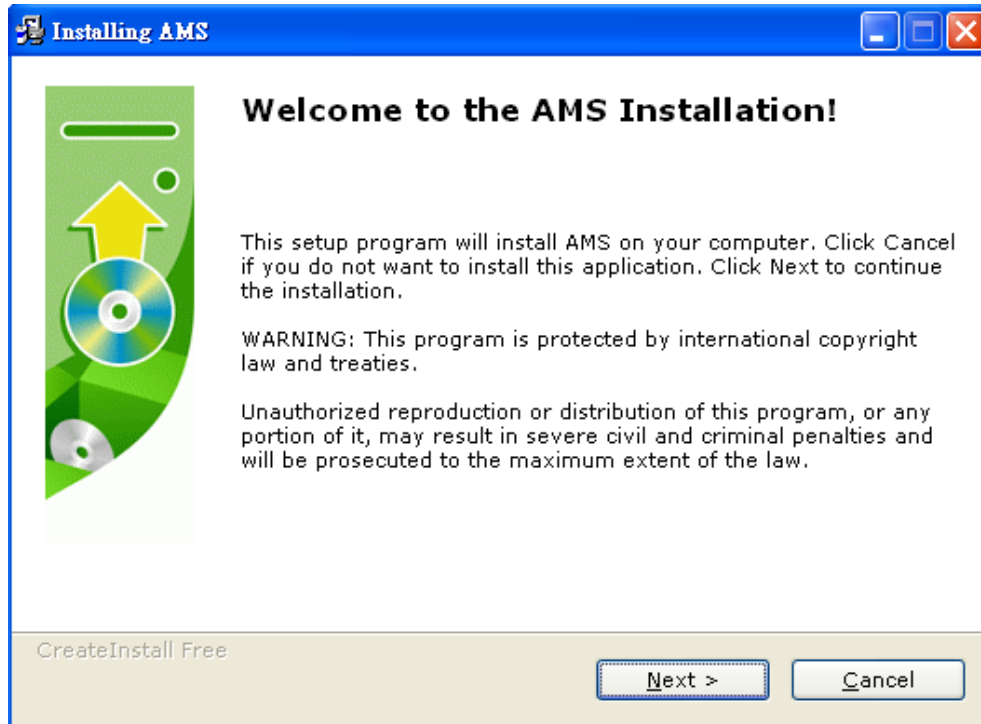 Installing AMS
Welcome to the AMS Installation!
This setup program will install AMS on your computer. Click Cancel
if you do not want to install this application. Click Next to continue
the installation.
WARNING: This program is protected by international copyright
law and treaties.
Unauthorized reproduction or distribution of this program, or any
portion of it, may result in severe civil and criminal penalties and
will be prosecuted to the maximum extent of the law.
CreateInstall Free
Next >
Cancel